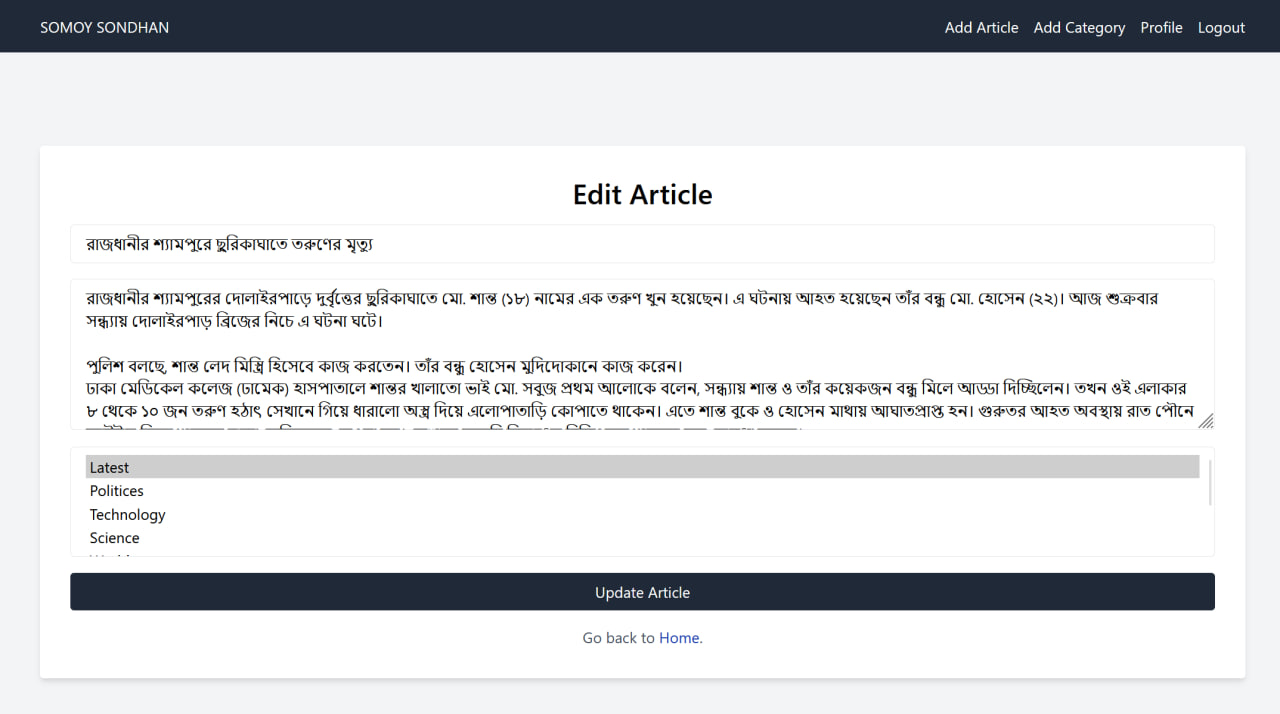 SOMOY SONDHAN
Add Article Add Category Profile Logout
Edit Article
রাজধানীর শ্যামপুরে ছুরিকাঘাতে তরুণের মৃত্যু
রাজধানীর শ্যামপুরের দোলাইরপাড়ে দুর্বৃত্তের ছুরিকাঘাতে মো. শান্ত (১৮) নামের এক তরুণ খুন হয়েছেন। এ ঘটনায় আহত হয়েছেন তাঁর বন্ধু মো. হোসেন (২২)। আজ শুক্রবার
সন্ধ্যায় দোলাইরপাড় ব্রিজের নিচে এ ঘটনা ঘটে।
পুলিশ বলছে, শান্ত লেদ মিস্ত্রি হিসেবে কাজ করতেন। তাঁর বন্ধু হোসেন মুদিদোকানে কাজ করেন।
ঢাকা মেডিকেল কলেজ (ঢামেক) হাসপাতালে শান্তর খালাতো ভাই মো. সবুজ প্রথম আলোকে বলেন, সন্ধ্যায় শান্ত ও তাঁর কয়েকজন বন্ধু মিলে আড্ডা দিচ্ছিলেন। তখন ওই এলাকার
৮ থেকে ১০ জন তরুণ হঠাৎ সেখানে গিয়ে ধারালো অস্ত্র দিয়ে এলোপাতাড়ি কোপাতে থাকেন। এতে শান্ত বুকে ও হোসেন মাথায় আঘাতপ্রাপ্ত হন। গুরুতর আহত অবস্থায় রাত পৌনে
Latest
Politices
Technology
Science
Update Article
Go back to Home.